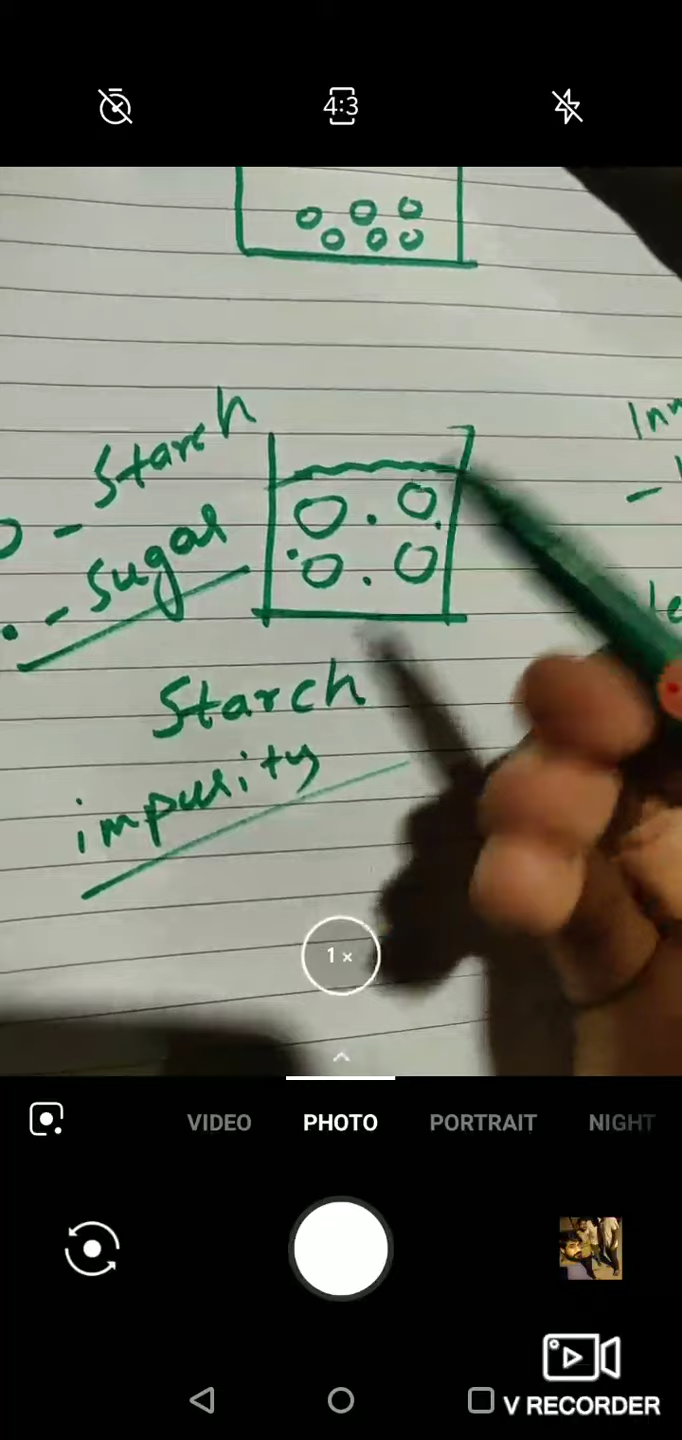 4:3
Starch
- Sugar
Starch
impurity
1 ×
VIDEO PHOTO PORTRAIT NIGHT
V RECORDER